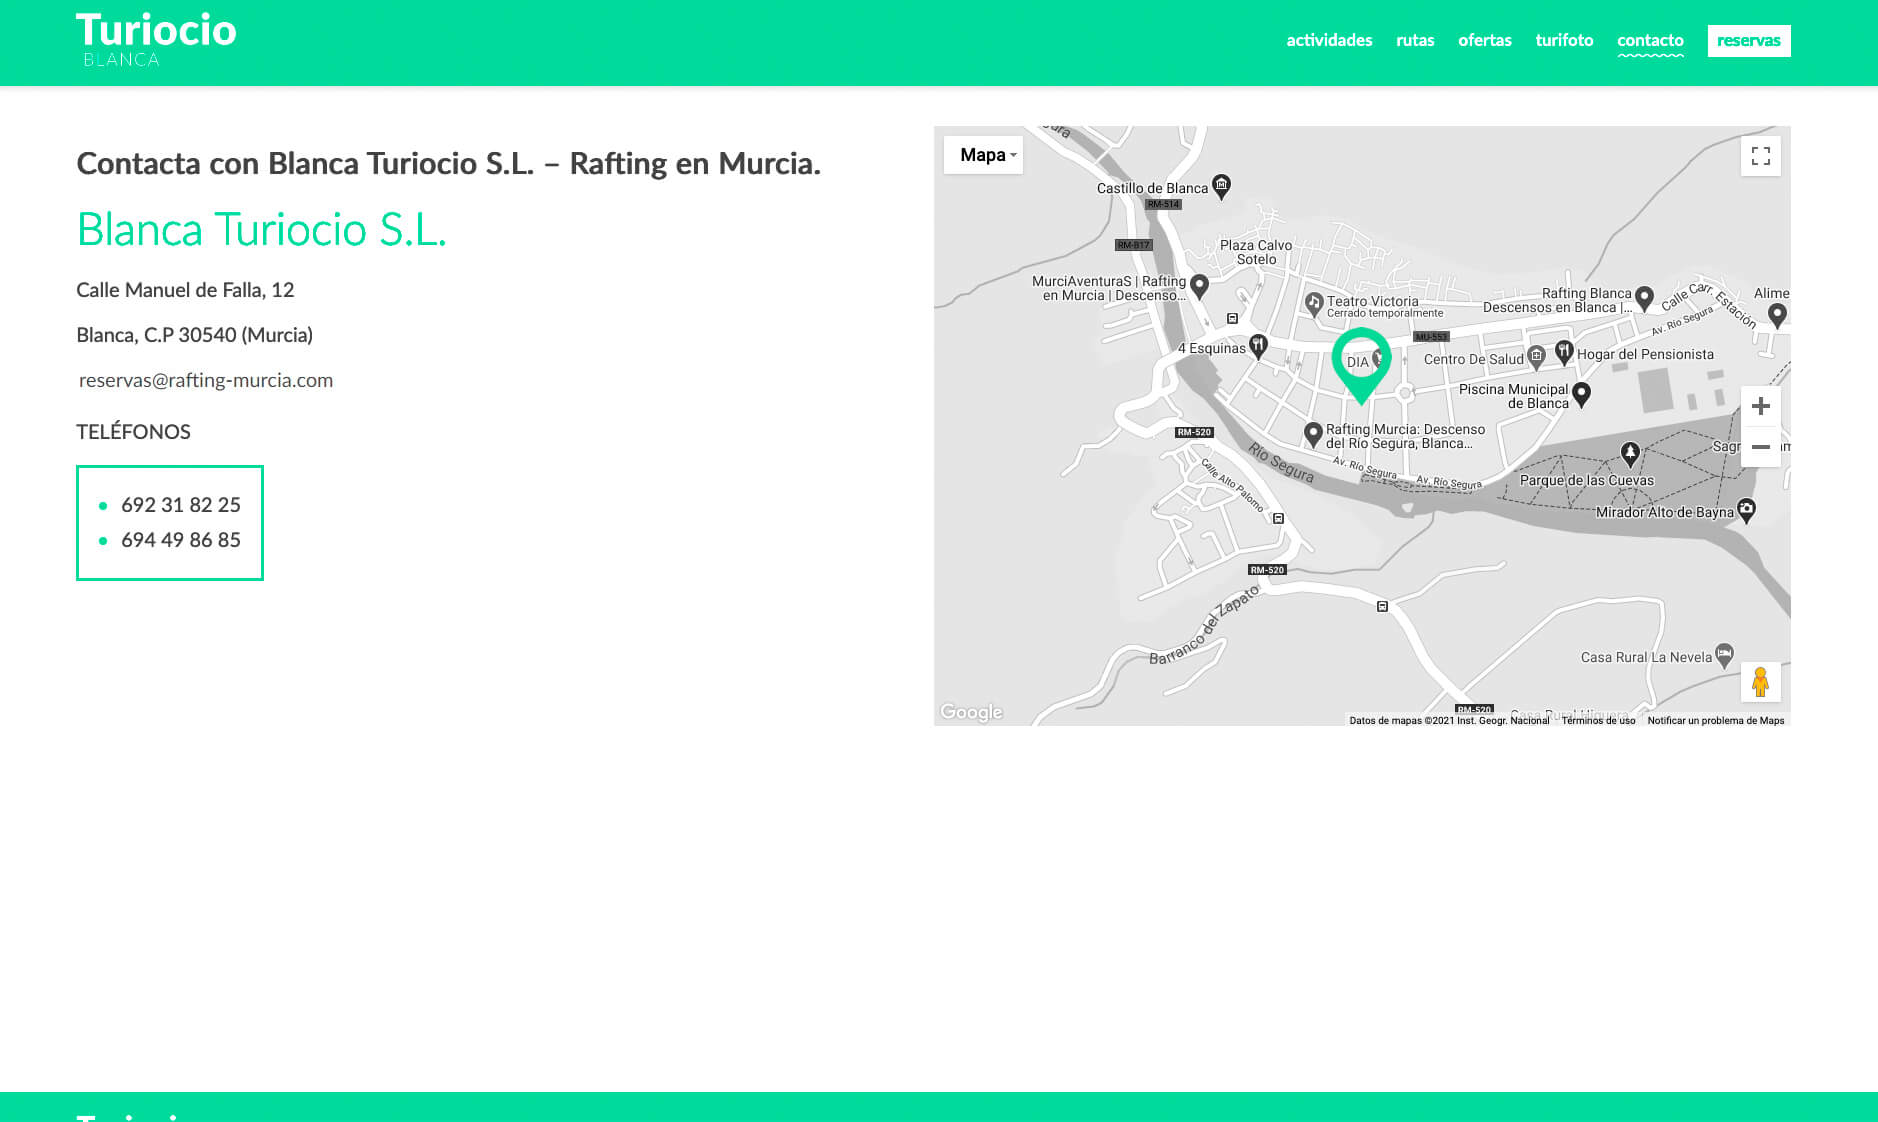 Turiocio
BLANCA
actividades
rutas
ofertas
turifoto
contacto
reservas
Contacta con Blanca Turiocio S.L. – Rafting en Murcia.
Blanca Turiocio S.L.
Calle Manuel de Falla, 12
Blanca, C.P 30540 (Murcia)
reservas@rafting-murcia.com
TELÉFONOS
692 31 82 25
694 49 86 85
Mapa
Castillo de Blanca
RM-514
RM-B17
Plaza Calvo
Sotelo
MurciAventuraS | Rafting
en Murcia | Descenso...
Teatro Victoria
Cerrado temporalmente
Rafting Blanca
Descensos en Blanca |...
Calle Carr. Estación
Alime
Av. Río Segura
MU-553
4 Esquinas
DIA
Centro De Salud
Hogar del Pensionista
Piscina Municipal
de Blanca
RM-520
Rafting Murcia: Descenso
del Río Segura, Blanca...
Río Segura
Av. Río Segura
Av. Río Segura
Calle Alto Palomo
Parque de las Cuevas
Mirador Alto de Bayna
RM-520
Barranco del Zapato
Casa Rural La Nevela
RM-520
Casa Rural Higuera
Google
Datos de mapas ©2021 Inst. Geogr. Nacional
Términos de uso
Notificar un problema de Maps